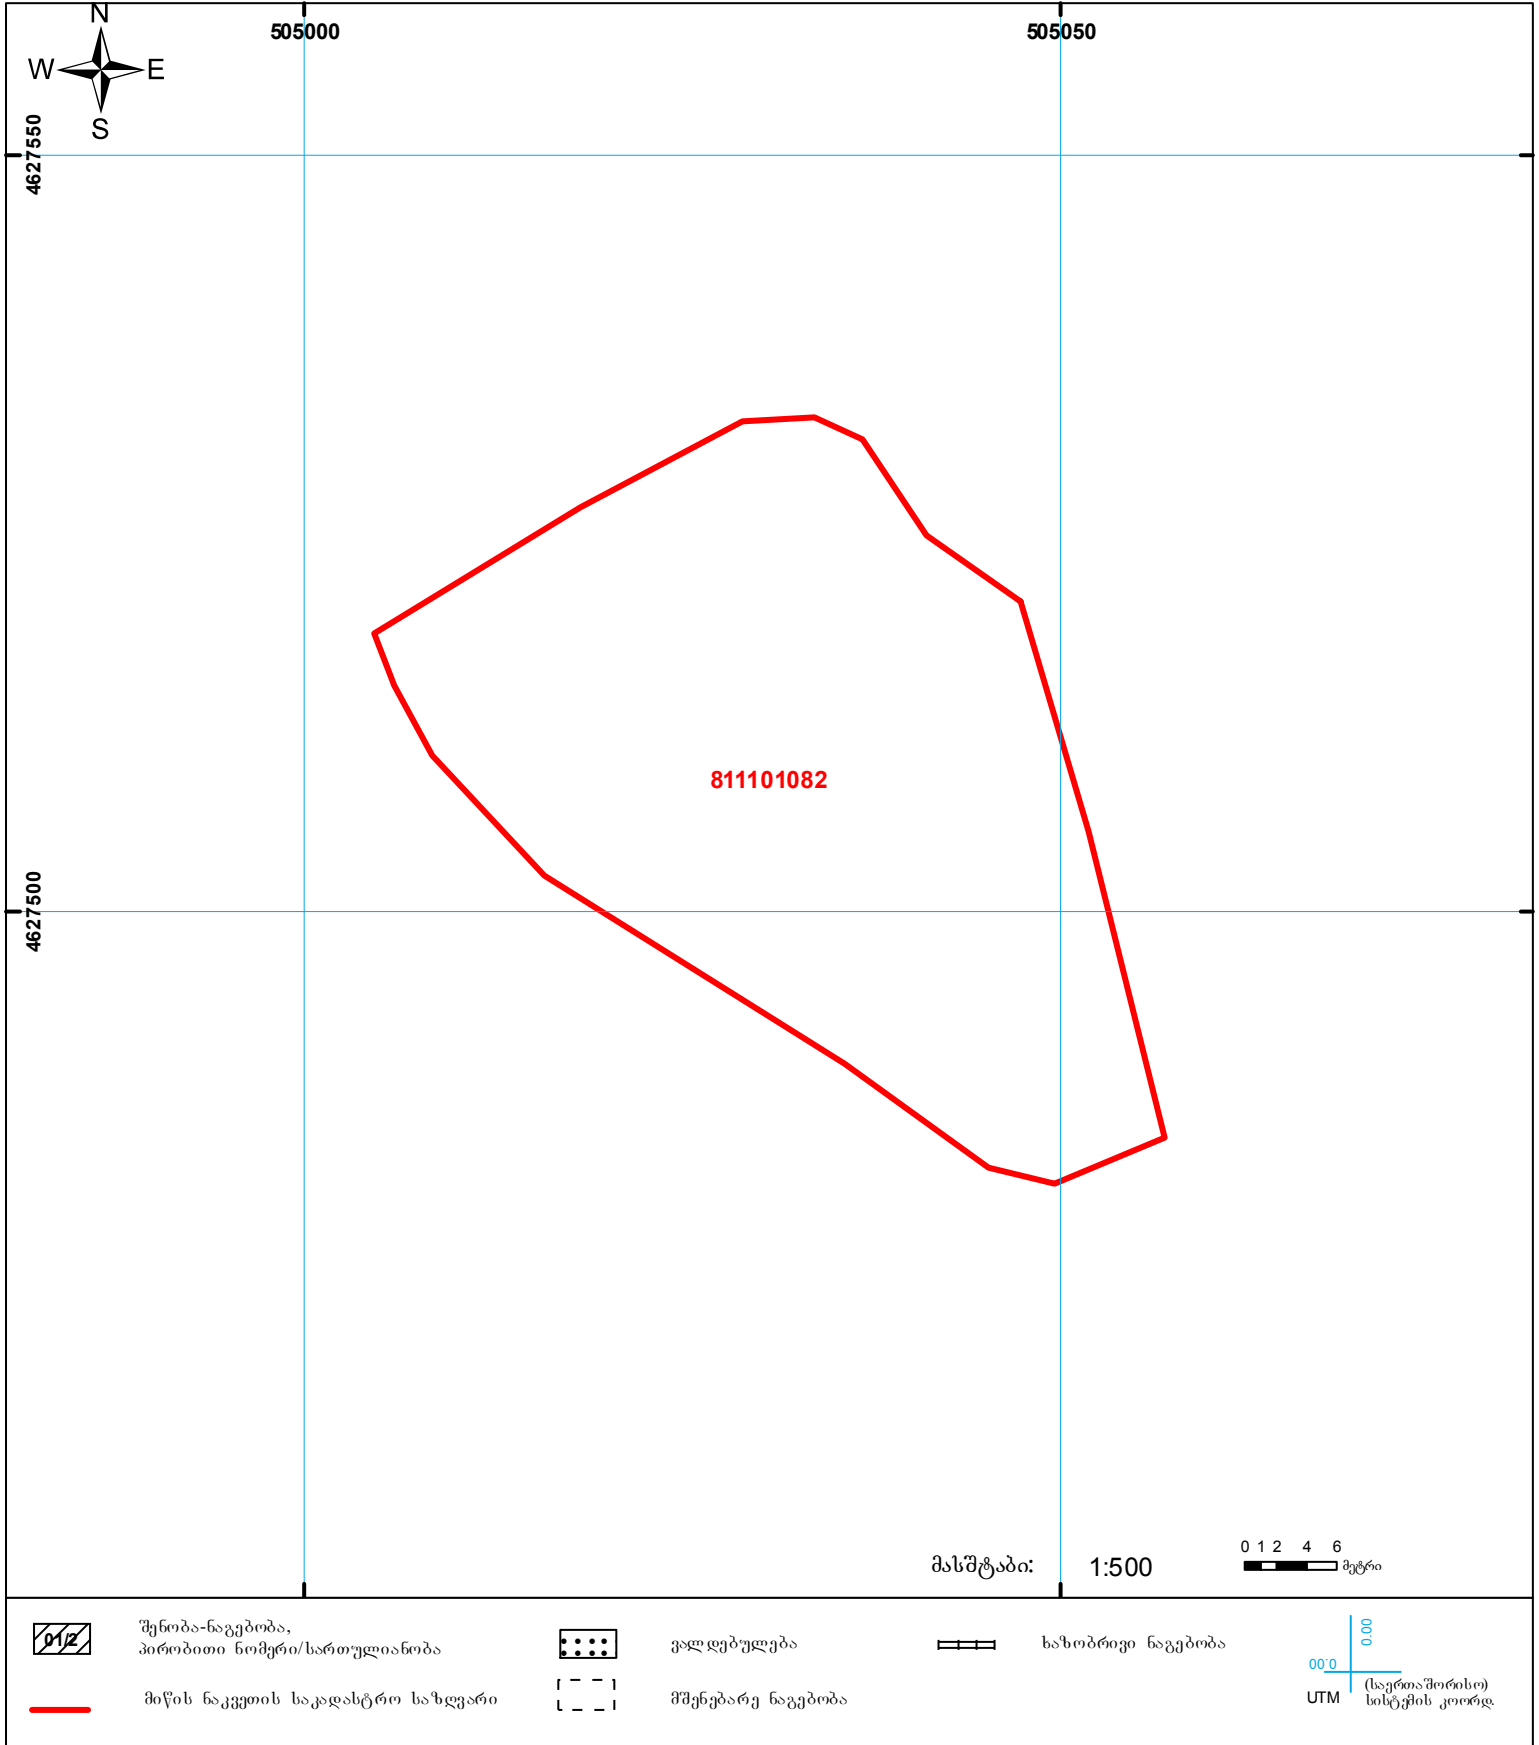 N
W E
S
505000
505050
4627550
4627500
811101082
მასშტაბი: 1:500
0 1 2 4 6
მეტრი
01/2
შენობა-ნაგებობა,
პირობითი ნომერი/სართულიანობა
ვალდებულება
ხაზობრივი ნაგებობა
მიწის ნაკვეთის საკადასტრო საზღვარი
მშენებარე ნაგებობა
0.00
0.00
UTM
(საერთაშორისო)
სისტემის კოორდ.